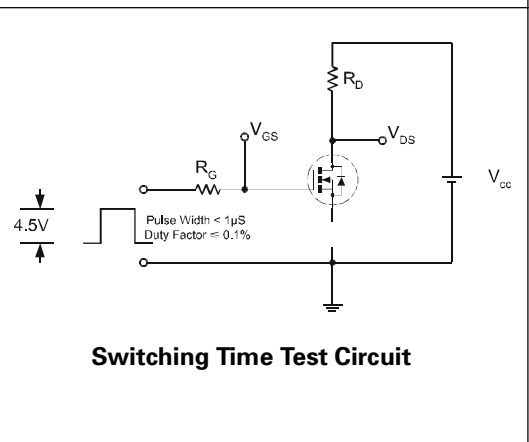 R_D
V_GS
V_DS
R_G
V_cc
4.5V
Pulse Width < 1µS
Duty Factor ≤ 0.1%
Switching Time Test Circuit